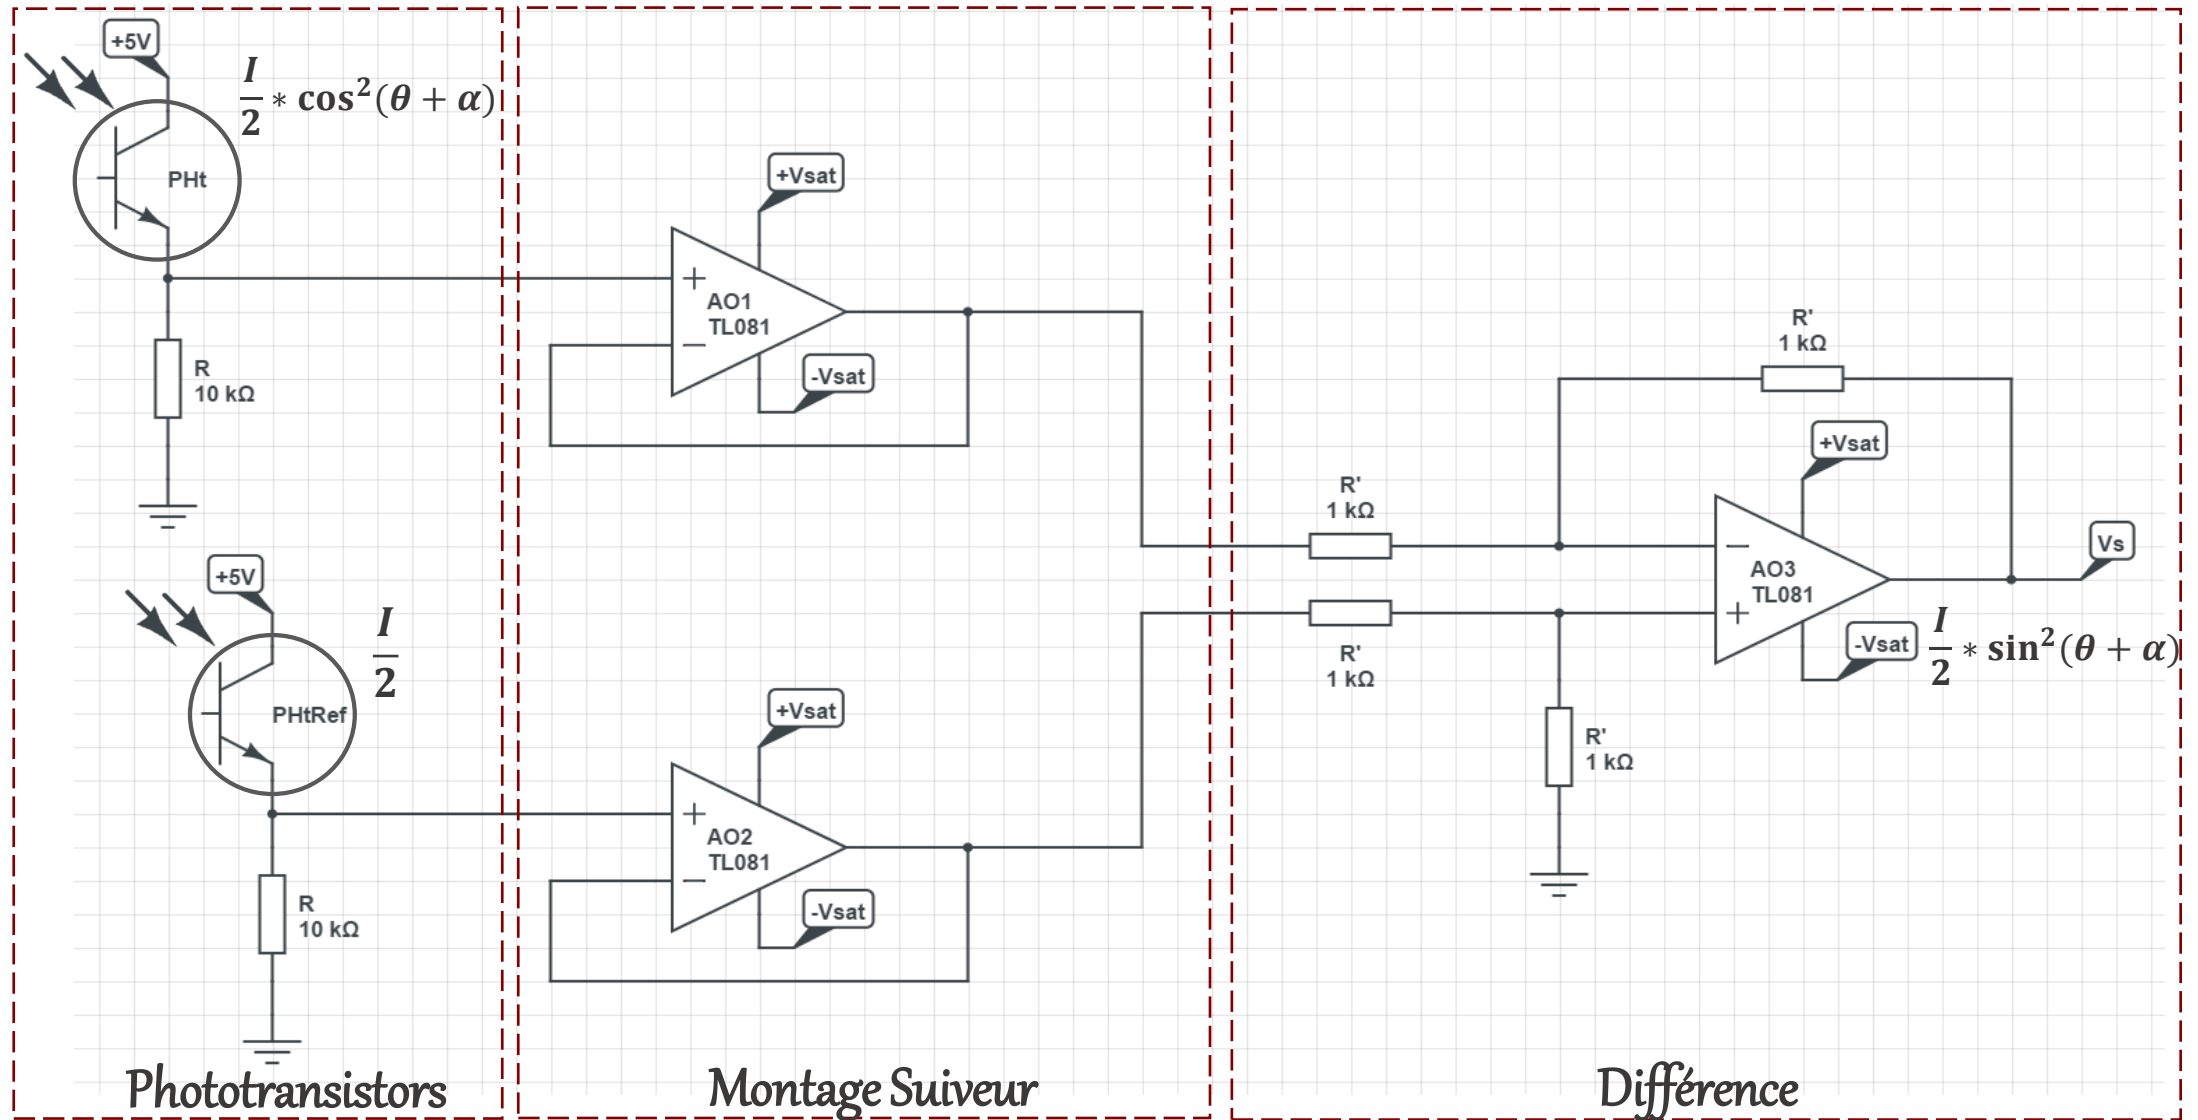 +5V
I/2 * cos²(θ + α)
PHt
R
10 kΩ
+5V
I/2
PHtRef
R
10 kΩ
Phototransistors
+Vsat
+
AO1
TL081
−
-Vsat
+Vsat
+
AO2
TL081
−
-Vsat
Montage Suiveur
R'
1 kΩ
+Vsat
R'
1 kΩ
−
AO3
TL081
+
Vs
-Vsat
I/2 * sin²(θ + α)
R'
1 kΩ
R'
1 kΩ
Différence